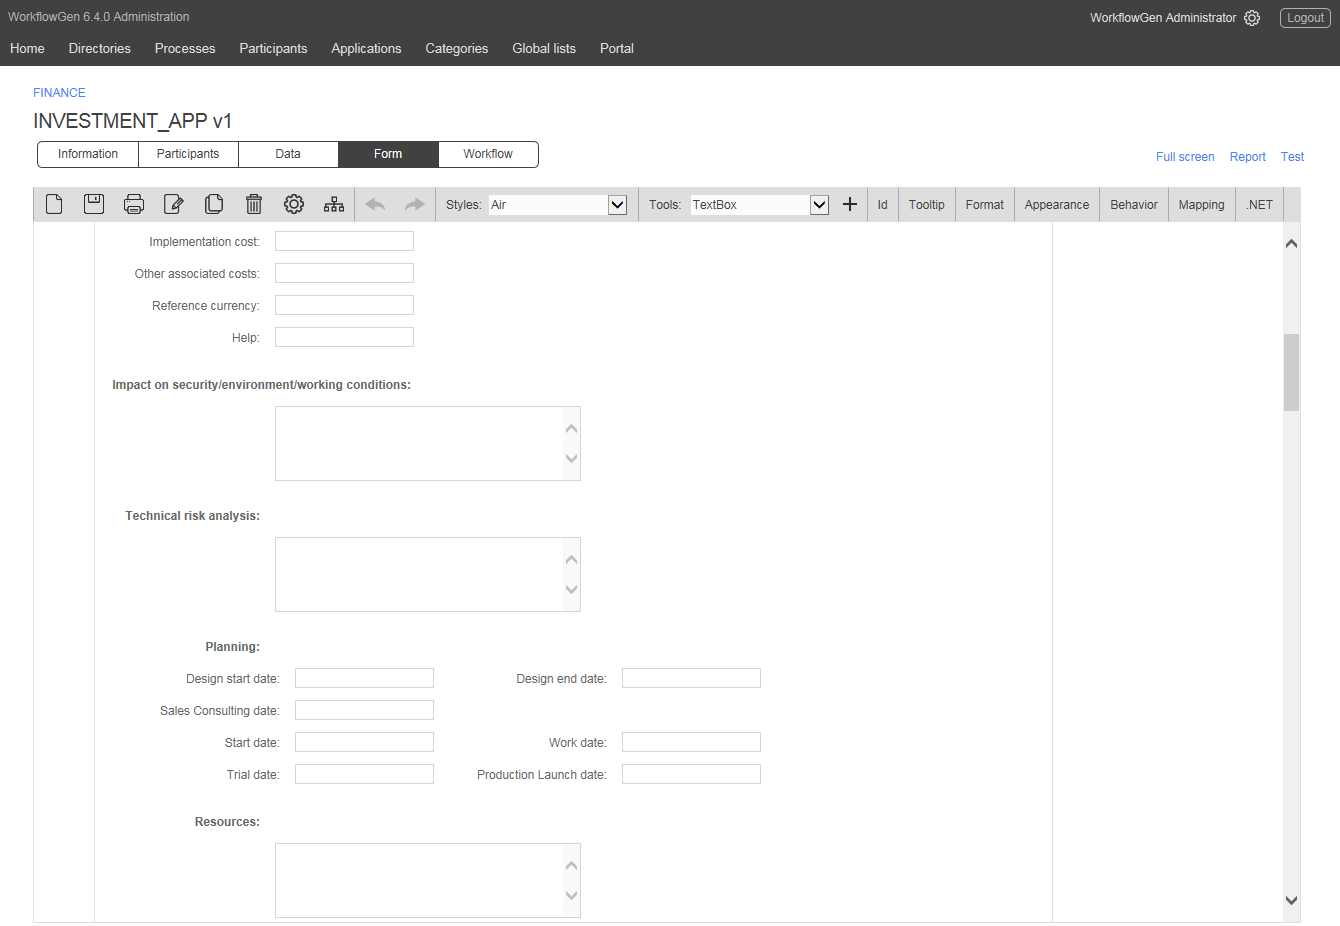 WorkflowGen 6.4.0 Administration
WorkflowGen Administrator Logout
Home Directories Processes Participants Applications Categories Global lists Portal
FINANCE
INVESTMENT_APP v1
Information Participants Data Form Workflow
Full screen Report Test
Styles: Air Tools: TextBox Id Tooltip Format Appearance Behavior Mapping .NET
Implementation cost:
Other associated costs:
Reference currency:
Help:
Impact on security/environment/working conditions:
Technical risk analysis:
Planning:
Design start date: Design end date:
Sales Consulting date:
Start date: Work date:
Trial date: Production Launch date:
Resources: